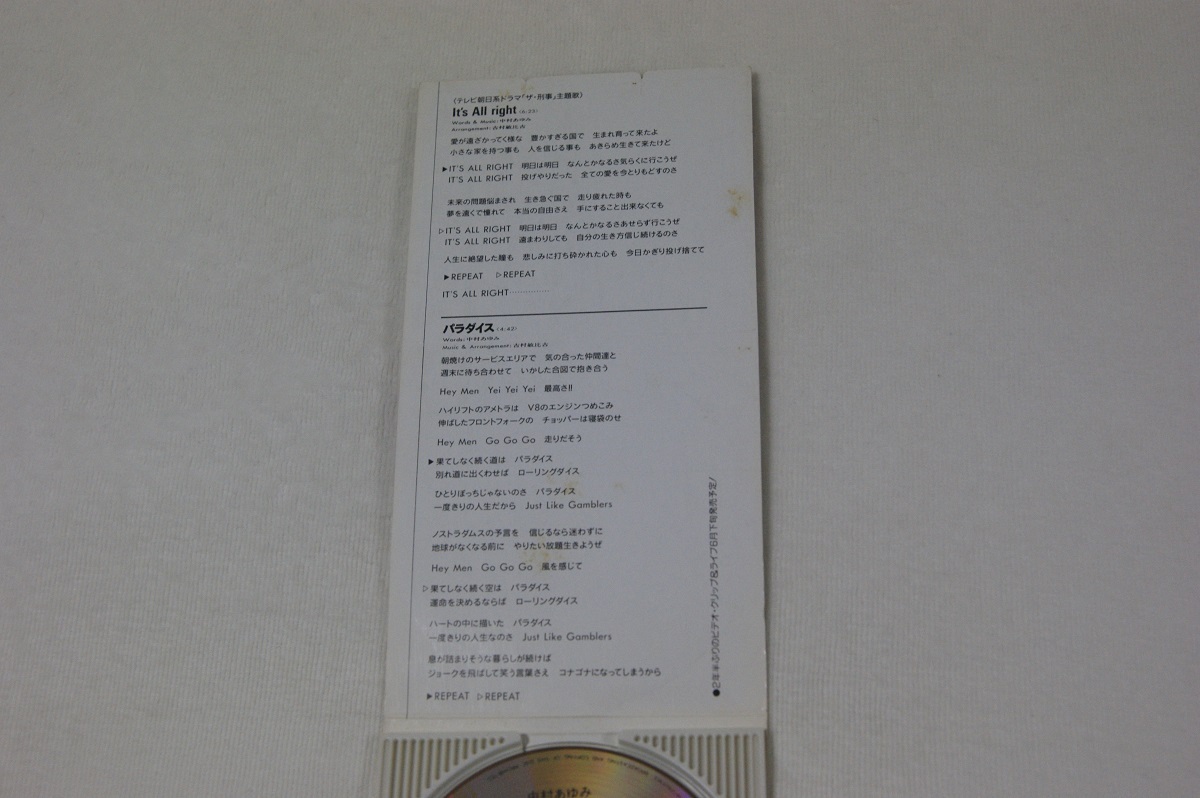 〈テレビ朝日系ドラマ「ザ・刑事」主題歌〉
It's All right 〈4:23〉
Words & Music:中村あゆみ
Arrangement:古村敏比古
愛が遠ざかってく様な 豊かすぎる国で 生まれ育って来たよ
小さな家を持つ事も 人を信じる事も あきらめ生きて来たけど
▶IT'S ALL RIGHT 明日は明日 なんとかなるさ気らくに行こうぜ
IT'S ALL RIGHT 投げやりだった 全ての愛を今とりもどすのさ
未来の問題悩まされ 生き急ぐ国で 走り疲れた時も
夢を遠くで憧れて 本当の自由さえ 手にすること出来なくても
▷IT'S ALL RIGHT 明日は明日 なんとかなるさあせらず行こうぜ
IT'S ALL RIGHT 遠まわりしても 自分の生き方信じ続けるのさ
人生に絶望した瞳も 悲しみに打ち砕かれた心も 今日かぎり投げ捨てて
▶REPEAT ▷REPEAT
IT'S ALL RIGHT……………
パラダイス 〈4:42〉
Words:中村あゆみ
Music & Arrangement:古村敏比古
朝焼けのサービスエリアで 気の合った仲間達と
週末に待ち合わせて いかした合図で抱き合う
Hey Men Yei Yei Yei 最高さ!!
ハイリフトのアメトラは V8のエンジンつめこみ
伸ばしたフロントフォークの チョッパーは寝袋のせ
Hey Men Go Go Go 走りだそう
▶果てしなく続く道は パラダイス
別れ道に出くわせば ローリングダイス
ひとりぼっちじゃないのさ パラダイス
一度きりの人生だから Just Like Gamblers
ノストラダムスの予言を 信じるなら迷わずに
地球がなくなる前に やりたい放題生きようぜ
Hey Men Go Go Go 風を感じて
▷果てしなく続く空は パラダイス
運命を決めるならば ローリングダイス
ハートの中に描いた パラダイス
一度きりの人生なのさ Just Like Gamblers
息が詰まりそうな暮らしが続けば
ジョークを飛ばして笑う言葉さえ コナゴナになってしまうから
▶REPEAT ▷REPEAT
●2年半ぶりのビデオ・クリップ&ライブ6月下旬発売予定!
中村あゆみ